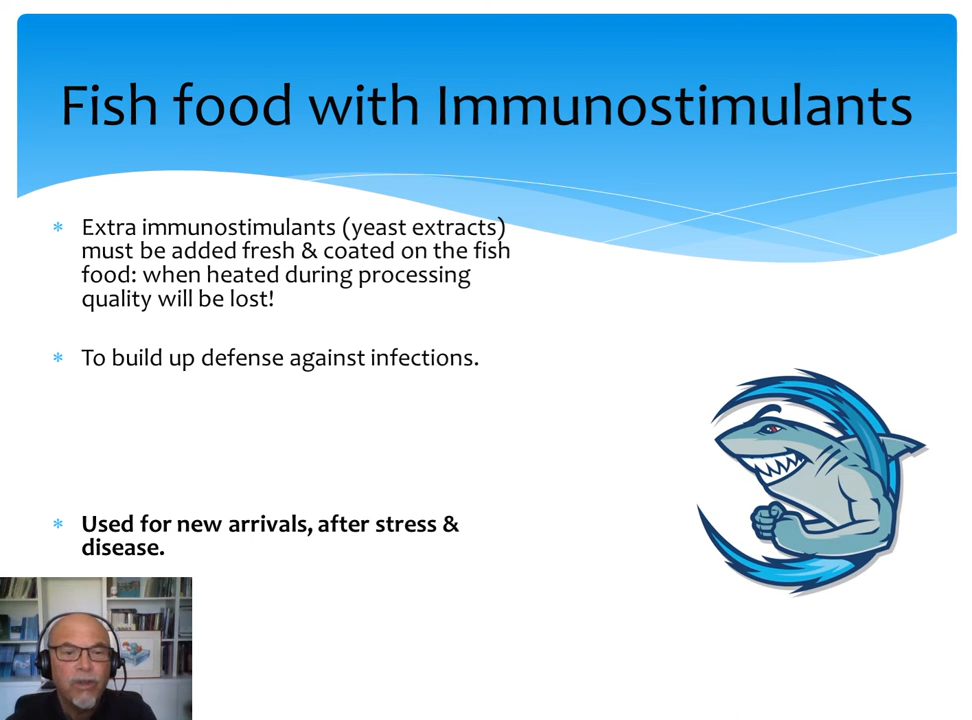 Fish food with Immunostimulants
* Extra immunostimulants (yeast extracts)
must be added fresh & coated on the fish
food: when heated during processing
quality will be lost!
* To build up defense against infections.
* Used for new arrivals, after stress &
disease.